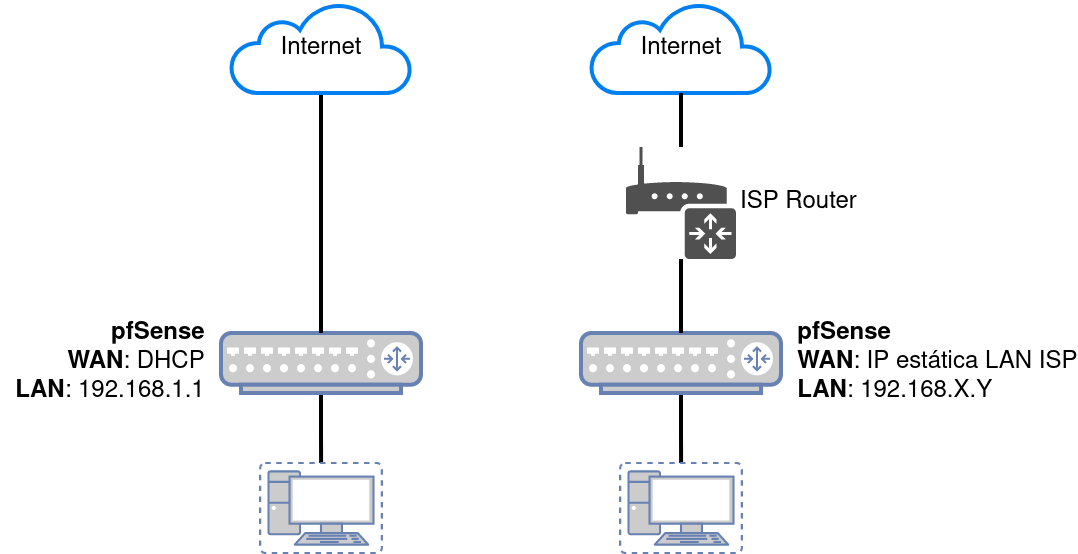 Internet
Internet
ISP Router
pfSense
WAN: DHCP
LAN: 192.168.1.1
pfSense
WAN: IP estática LAN ISP
LAN: 192.168.X.Y